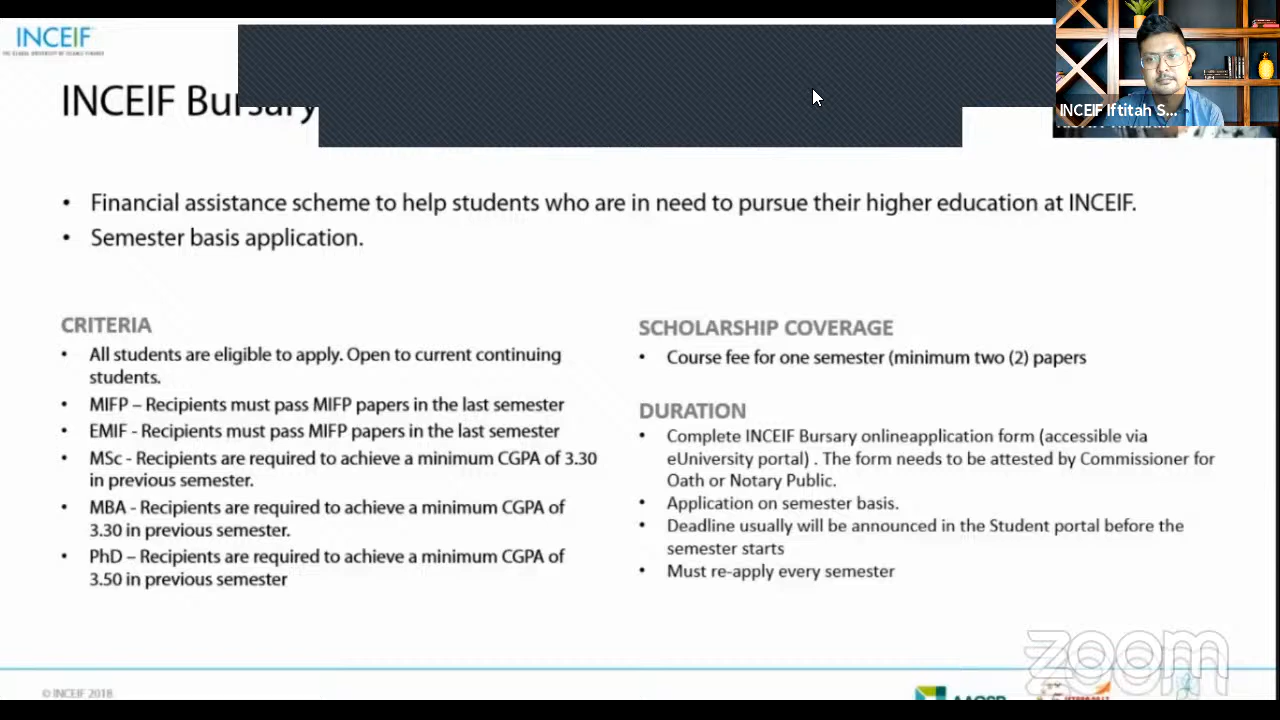 INCEIF
INCEIF Bursary
INCEIF Iftitah S...
• Financial assistance scheme to help students who are in need to pursue their higher education at INCEIF.
• Semester basis application.
CRITERIA
• All students are eligible to apply. Open to current continuing
students.
• MIFP – Recipients must pass MIFP papers in the last semester
• EMIF - Recipients must pass MIFP papers in the last semester
• MSc - Recipients are required to achieve a minimum CGPA of 3.30
in previous semester.
• MBA - Recipients are required to achieve a minimum CGPA of
3.30 in previous semester.
• PhD – Recipients are required to achieve a minimum CGPA of
3.50 in previous semester
SCHOLARSHIP COVERAGE
• Course fee for one semester (minimum two (2) papers
DURATION
• Complete INCEIF Bursary onlineapplication form (accessible via
eUniversity portal) . The form needs to be attested by Commissioner for
Oath or Notary Public.
• Application on semester basis.
• Deadline usually will be announced in the Student portal before the
semester starts
• Must re-apply every semester
zoom
© INCEIF 2018